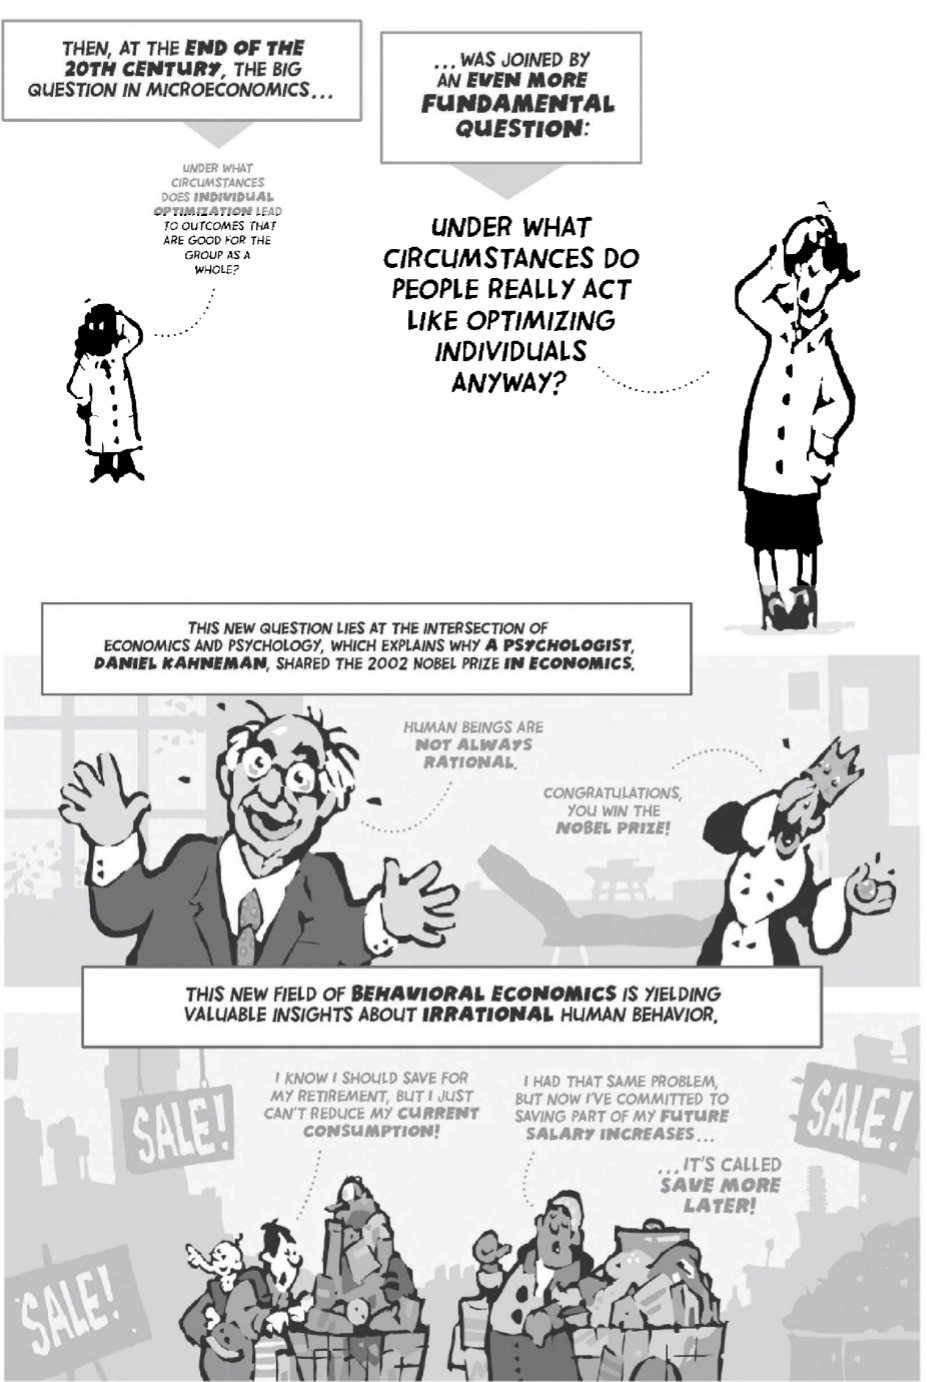 THEN, AT THE END OF THE
20TH CENTURY, THE BIG
QUESTION IN MICROECONOMICS...
...WAS JOINED BY
AN EVEN MORE
FUNDAMENTAL
QUESTION:
UNDER WHAT
CIRCUMSTANCES
DOES INDIVIDUAL
OPTIMIZATION LEAD
TO OUTCOMES THAT
ARE GOOD FOR THE
GROUP AS A
WHOLE?
UNDER WHAT
CIRCUMSTANCES DO
PEOPLE REALLY ACT
LIKE OPTIMIZING
INDIVIDUALS
ANYWAY?
THIS NEW QUESTION LIES AT THE INTERSECTION OF
ECONOMICS AND PSYCHOLOGY, WHICH EXPLAINS WHY A PSYCHOLOGIST,
DANIEL KAHNEMAN, SHARED THE 2002 NOBEL PRIZE IN ECONOMICS.
HUMAN BEINGS ARE
NOT ALWAYS
RATIONAL.
CONGRATULATIONS,
YOU WIN THE
NOBEL PRIZE!
THIS NEW FIELD OF BEHAVIORAL ECONOMICS IS YIELDING
VALUABLE INSIGHTS ABOUT IRRATIONAL HUMAN BEHAVIOR.
I KNOW I SHOULD SAVE FOR
MY RETIREMENT, BUT I JUST
CAN'T REDUCE MY CURRENT
CONSUMPTION!
I HAD THAT SAME PROBLEM,
BUT NOW I'VE COMMITTED TO
SAVING PART OF MY FUTURE
SALARY INCREASES...
...IT'S CALLED
SAVE MORE
LATER!
SALE!
SALE!
SALE!